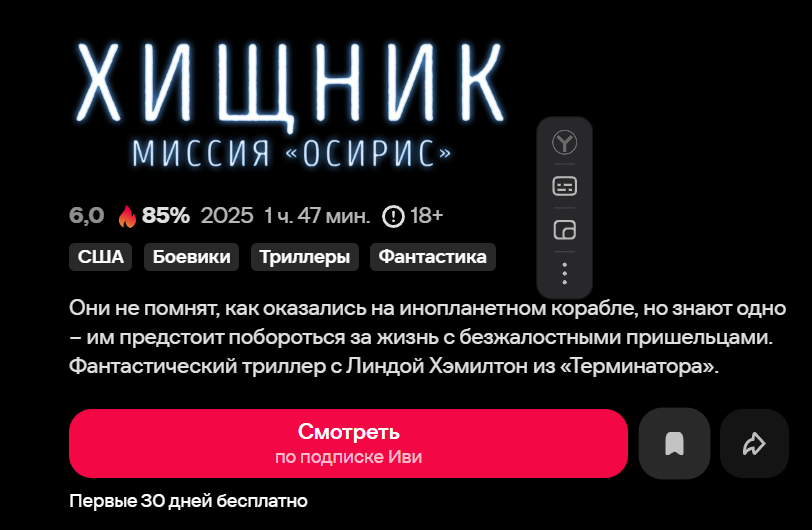 ХИЩНИК
МИССИЯ «ОСИРИС»
6,0 85% 2025 1 ч. 47 мин. 18+
США Боевики Триллеры Фантастика
Они не помнят, как оказались на инопланетном корабле, но знают одно
– им предстоит побороться за жизнь с безжалостными пришельцами.
Фантастический триллер с Линдой Хэмилтон из «Терминатора».
Смотреть
по подписке Иви
Первые 30 дней бесплатно